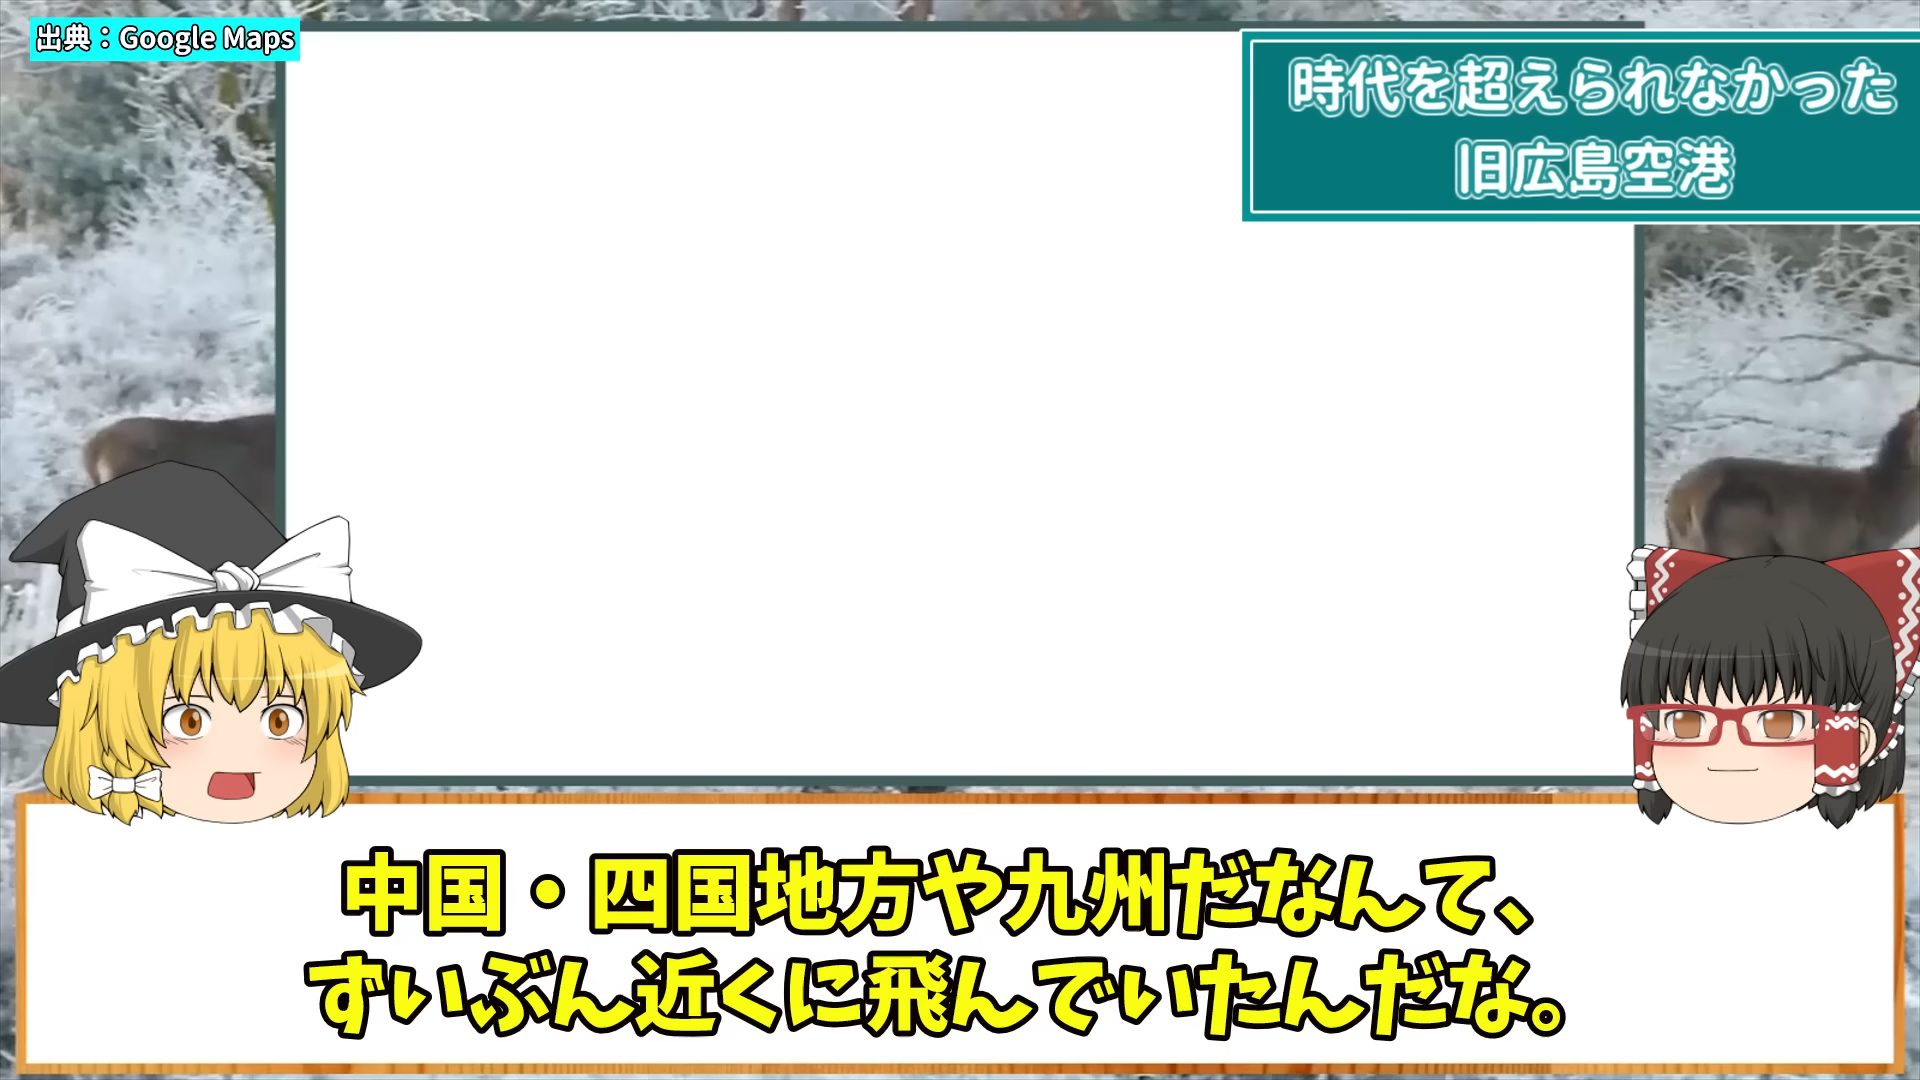 出典：Google Maps
時代を超えられなかった
旧広島空港
中国・四国地方や九州だなんて、
ずいぶん近くに飛んでいたんだな。